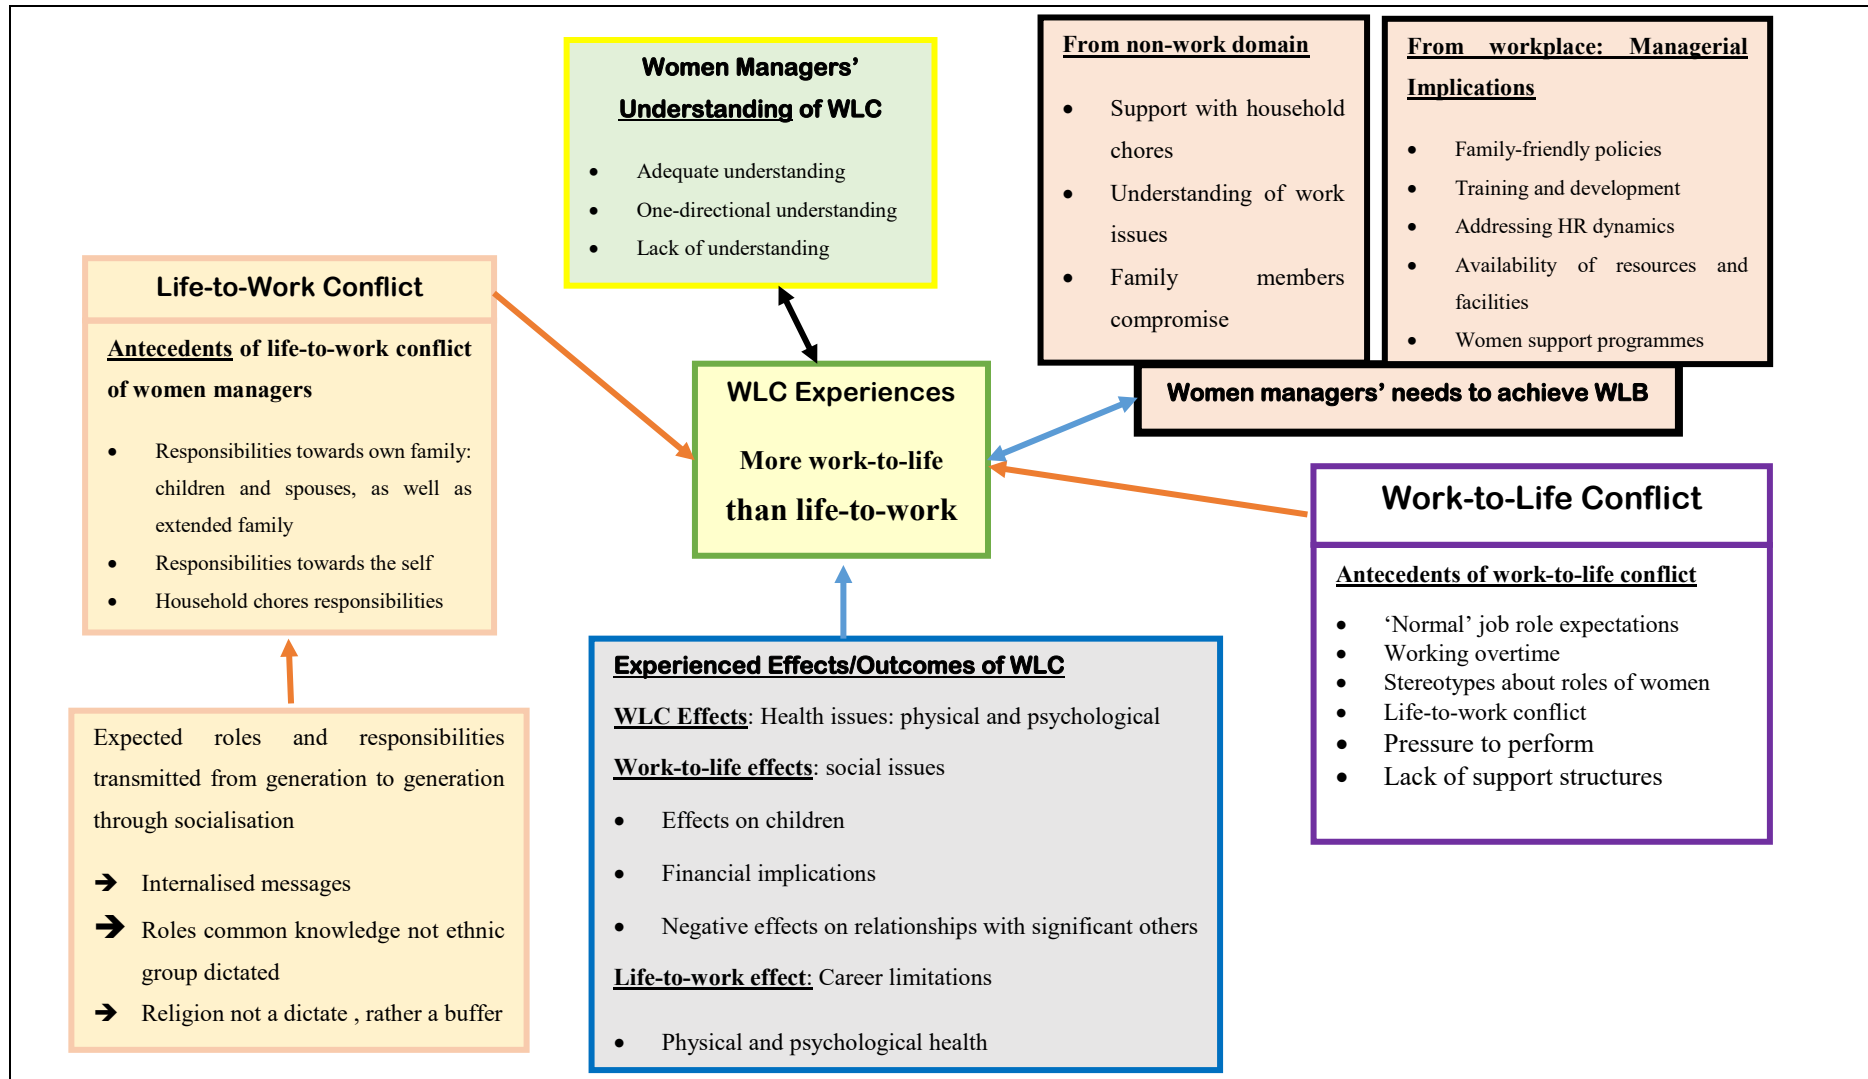 Women Managers’
Understanding of WLC
• Adequate understanding
• One-directional understanding
• Lack of understanding
From non-work domain
• Support with household
chores
• Understanding of work
issues
• Family members
compromise
From workplace: Managerial
Implications
• Family-friendly policies
• Training and development
• Addressing HR dynamics
• Availability of resources and
facilities
• Women support programmes
Women managers’ needs to achieve WLB
Life-to-Work Conflict
Antecedents of life-to-work conflict
of women managers
• Responsibilities towards own family:
children and spouses, as well as
extended family
• Responsibilities towards the self
• Household chores responsibilities
WLC Experiences
More work-to-life
than life-to-work
Work-to-Life Conflict
Antecedents of work-to-life conflict
• ‘Normal’ job role expectations
• Working overtime
• Stereotypes about roles of women
• Life-to-work conflict
• Pressure to perform
• Lack of support structures
Expected roles and responsibilities
transmitted from generation to generation
through socialisation
➔ Internalised messages
➔ Roles common knowledge not ethnic
group dictated
➔ Religion not a dictate , rather a buffer
Experienced Effects/Outcomes of WLC
WLC Effects: Health issues: physical and psychological
Work-to-life effects: social issues
• Effects on children
• Financial implications
• Negative effects on relationships with significant others
Life-to-work effect: Career limitations
• Physical and psychological health